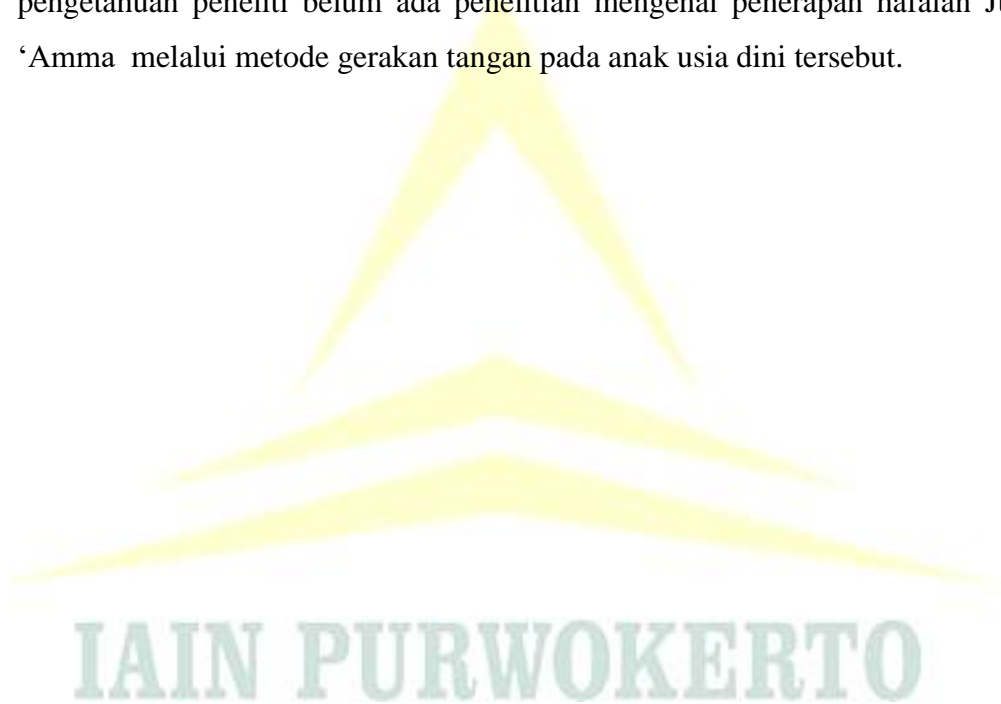 pengetahuan peneliti belum ada penelitian mengenai penerapan hafalan
‘Amma melalui metode gerakan tangan pada anak usia dini tersebut.
IAIN PURWOKERTO